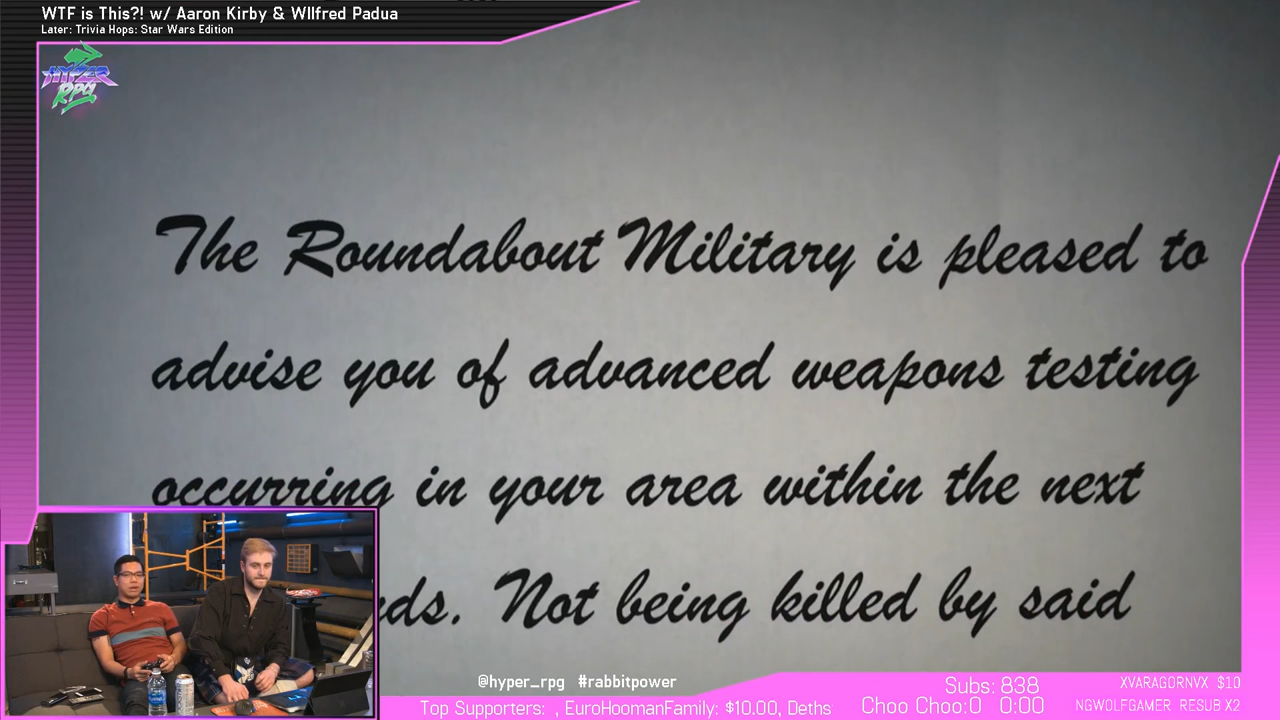 WTF is This?! w/ Aaron Kirby & WIlfred Padua
Later: Trivia Hops: Star Wars Edition
HYPER
RPG
The Roundabout Military is pleased to
advise you of advanced weapons testing
occurring in your area within the next
nds. Not being killed by said
@hyper_rpg #rabbitpower
Subs: 838
XVARAGORNVX $10
Top Supporters: , EuroHoomanFamily: $10.00, Deths
Choo Choo:0 0:00
NGWOLFGAMER RESUB X2